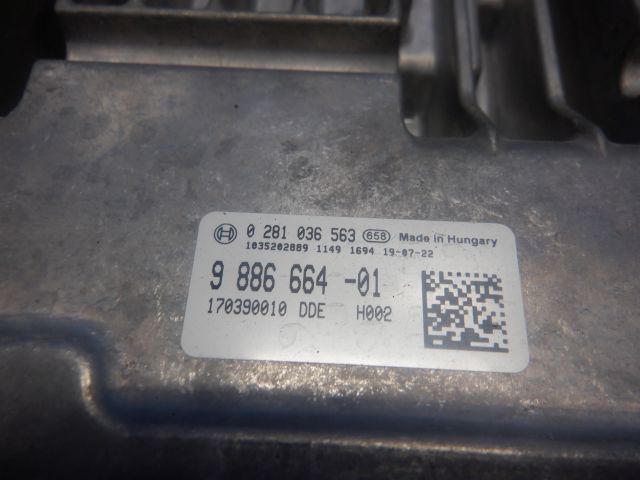 0 281 036 563 658 Made in Hungary
1035202889 1149 1694 19-07-22
9 886 664 -01
170390010 DDE H002